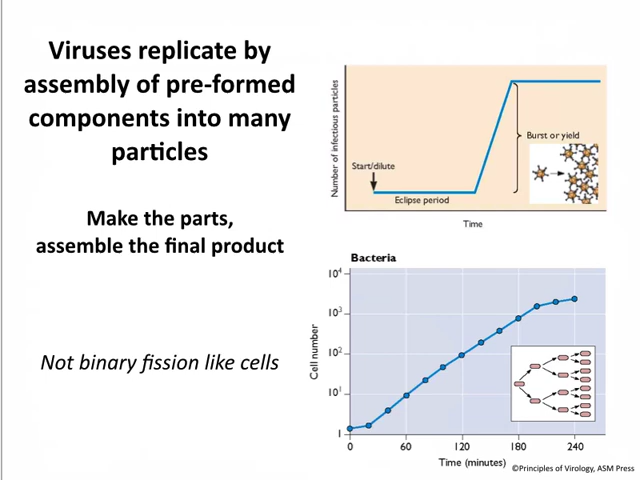 Viruses replicate by
assembly of pre-formed
components into many
particles
Make the parts,
assemble the final product
Not binary fission like cells
Number of infectious particles
Start/dilute
Eclipse period
Burst or yield
Time
Bacteria
Cell number
10⁴
10³
10²
10¹
1
0 60 120 180 240
Time (minutes)
©Principles of Virology, ASM Press